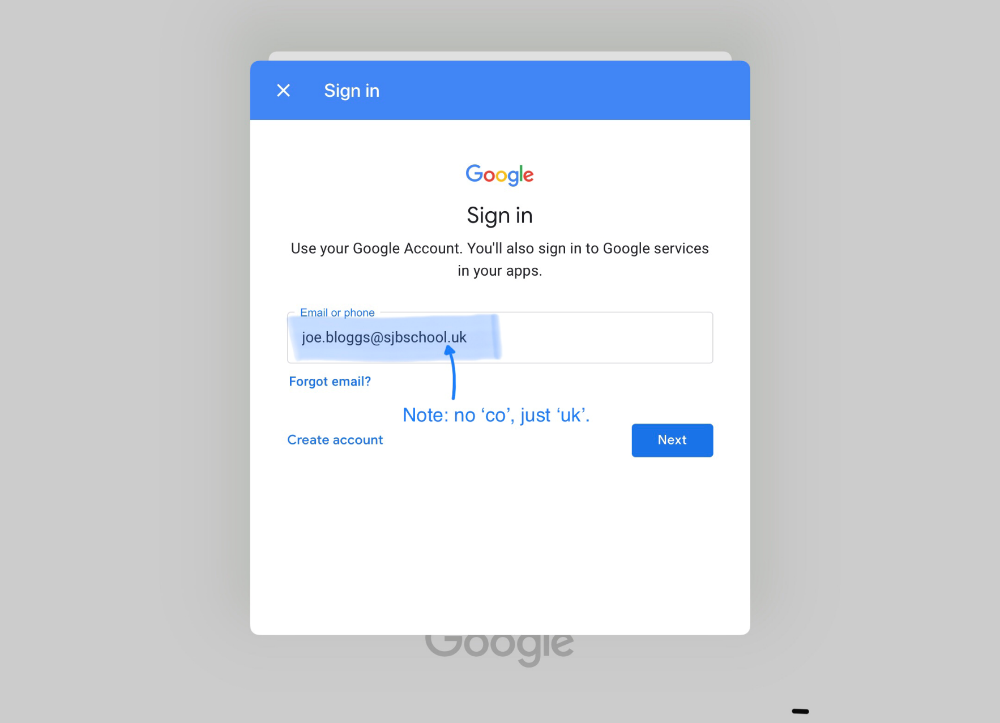 Sign in
Google
Sign in
Use your Google Account. You'll also sign in to Google services
in your apps.
Email or phone
joe.bloggs@sjbschool.uk
Forgot email?
Note: no ‘co’, just ‘uk’.
Create account
Next
Google